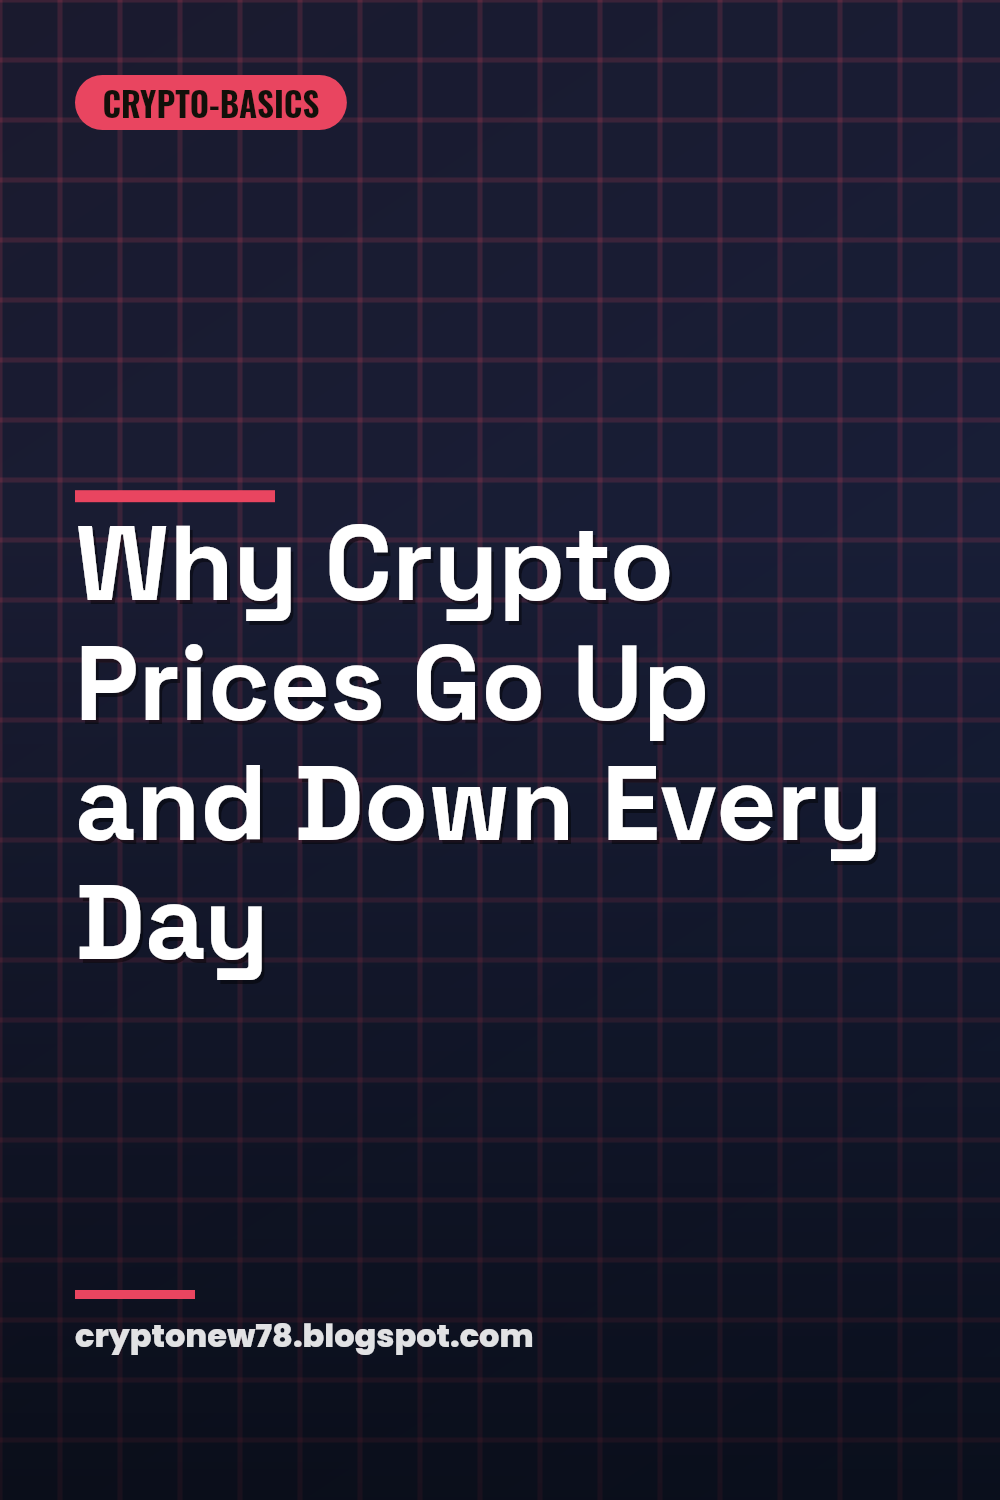 CRYPTO-BASICS
Why Crypto
Prices Go Up
and Down Every
Day
cryptonew78.blogspot.com